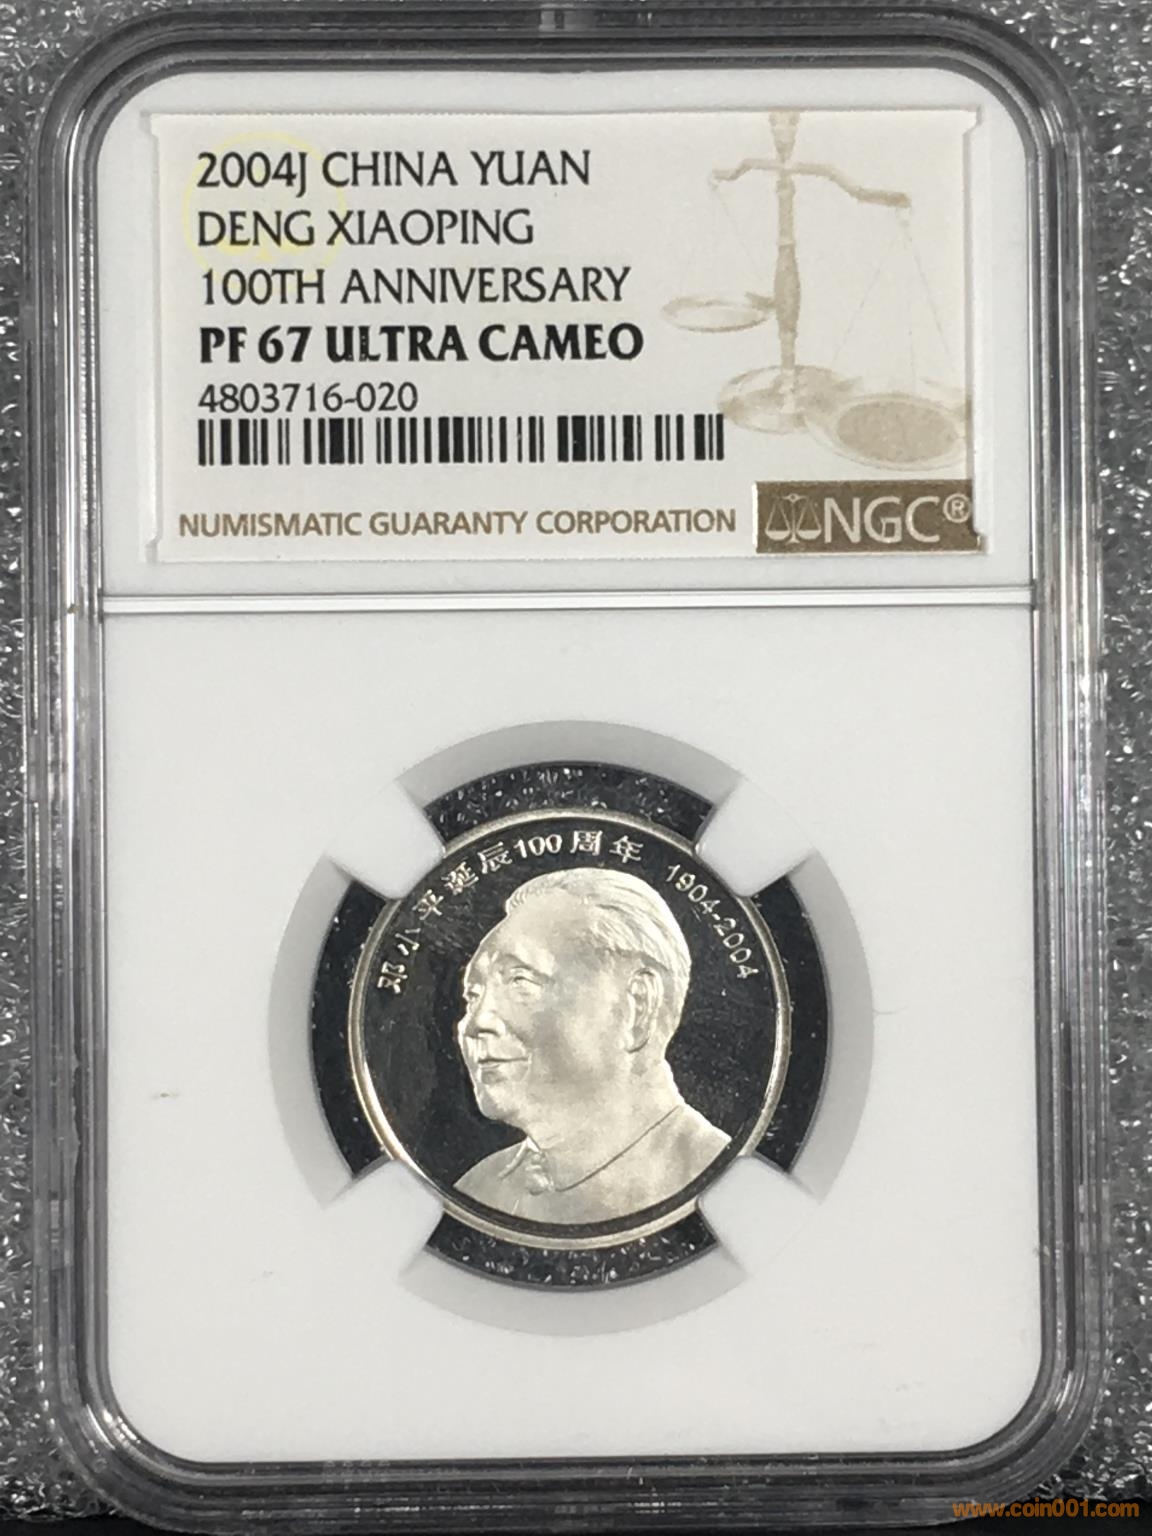 2004J CHINA YUAN
DENG XIAOPING
100TH ANNIVERSARY
PF 67 ULTRA CAMEO
4803716-020
NUMISMATIC GUARANTY CORPORATION
NGC®
邓小平诞辰100周年 1904-2004
www.coin001.com